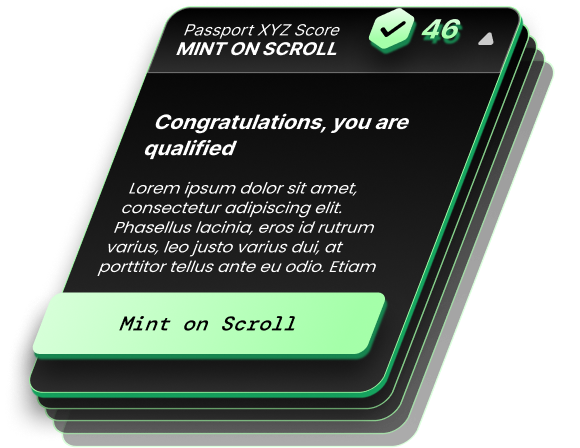 Passport XYZ Score
MINT ON SCROLL
46
Congratulations, you are
qualified
Lorem ipsum dolor sit amet,
consectetur adipiscing elit.
Phasellus lacinia, eros id rutrum
varius, leo justo varius dui, at
porttitor tellus ante eu odio. Etiam
Mint on Scroll